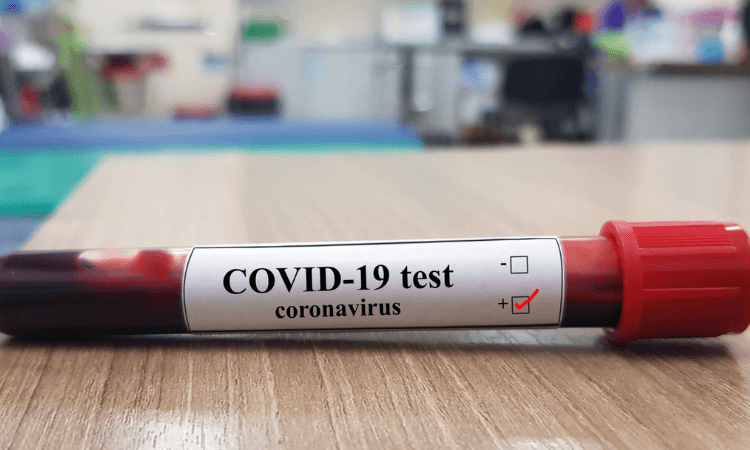 COVID-19 test
coronavirus
-
+